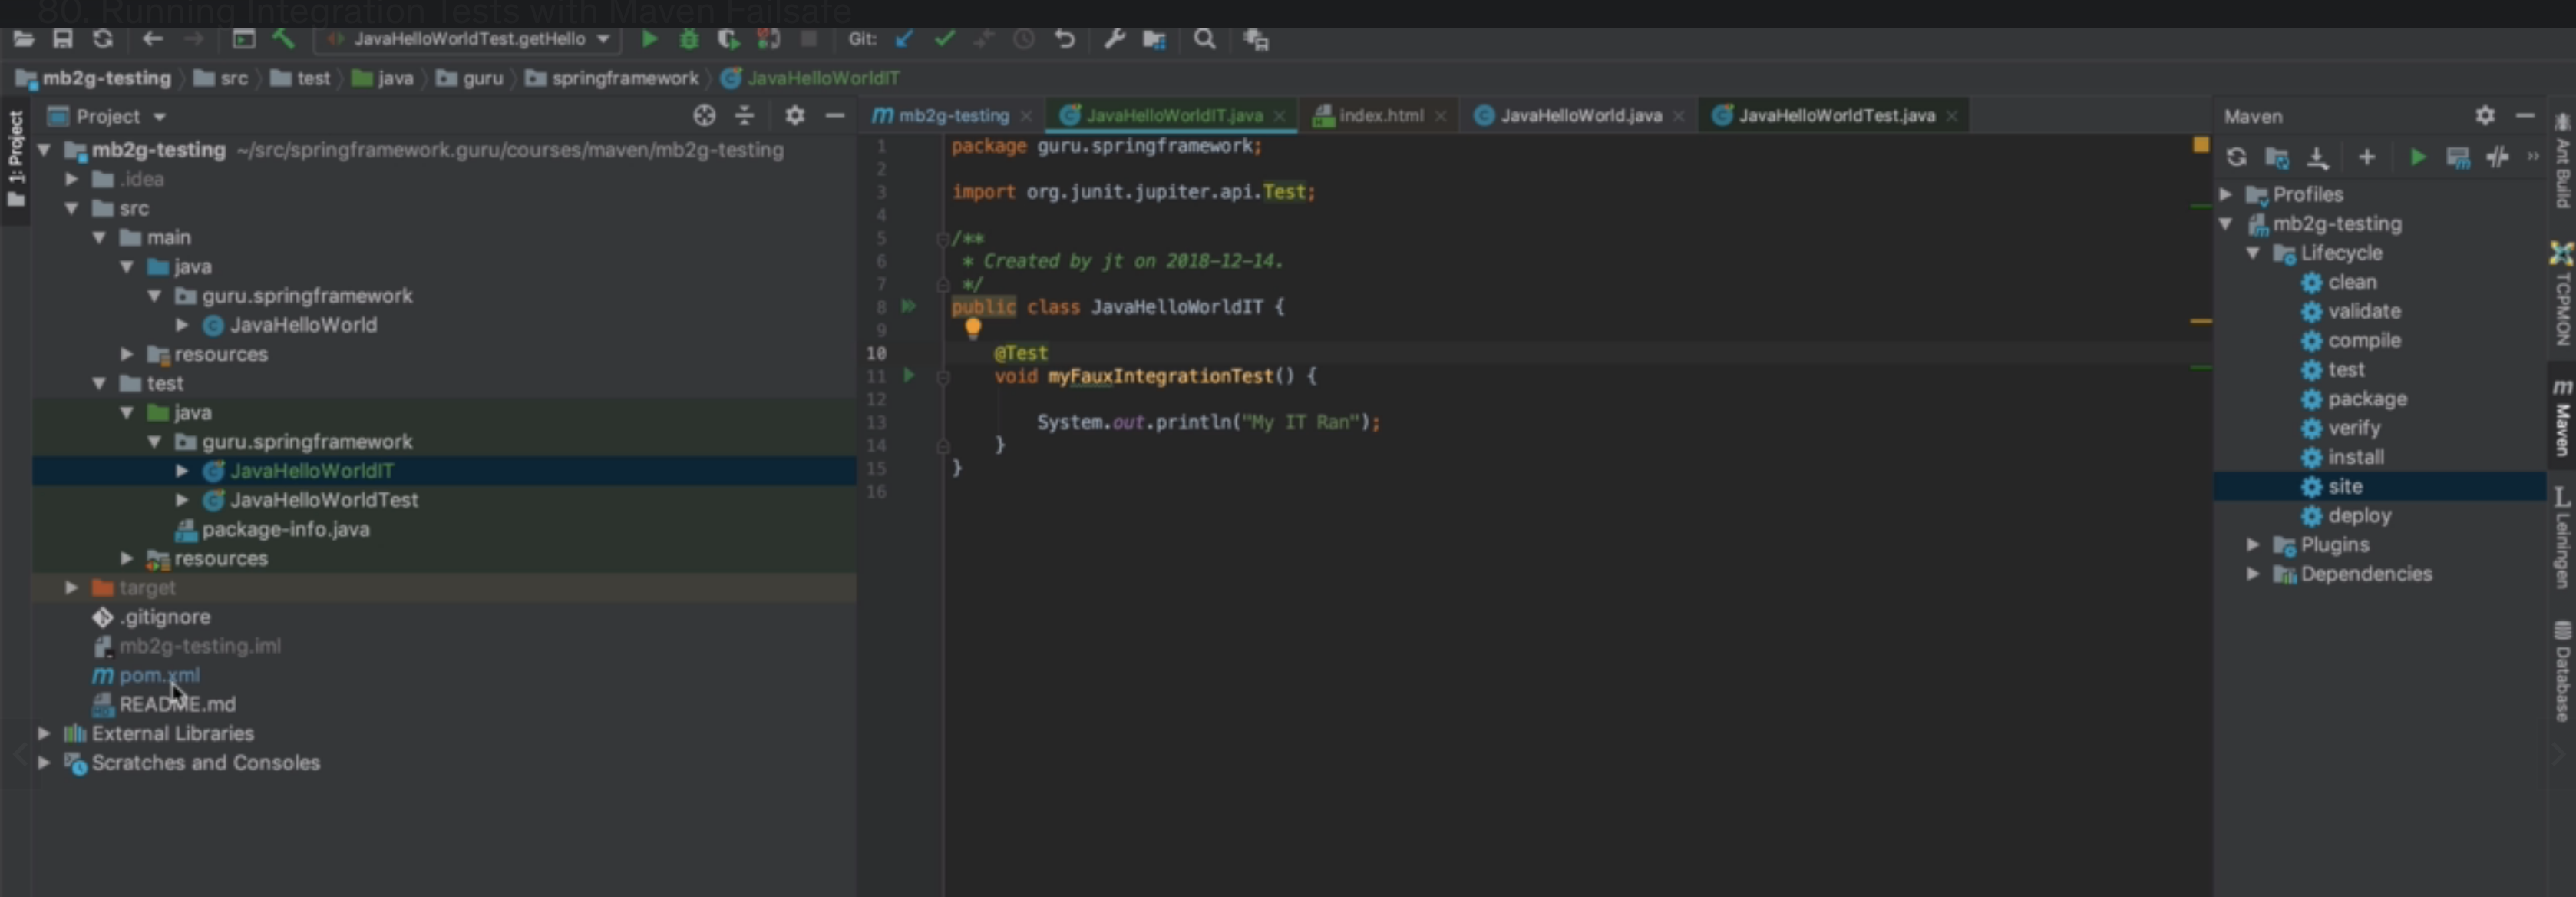 80. Running Integration Tests with Maven Failsafe
JavaHelloWorldTest.getHello
Git:
mb2g-testing src test java guru springframework JavaHelloWorldIT
1: Project
Project
mb2g-testing ~/src/springframework.guru/courses/maven/mb2g-testing
.idea
src
main
java
guru.springframework
JavaHelloWorld
resources
test
java
guru.springframework
JavaHelloWorldIT
JavaHelloWorldTest
package-info.java
resources
target
.gitignore
mb2g-testing.iml
pom.xml
README.md
External Libraries
Scratches and Consoles
mb2g-testing JavaHelloWorldIT.java index.html JavaHelloWorld.java JavaHelloWorldTest.java
1 package guru.springframework;
2
3 import org.junit.jupiter.api.Test;
4
5 /**
6 * Created by jt on 2018-12-14.
7 */
8 public class JavaHelloWorldIT {
9
10 @Test
11 void myFauxIntegrationTest() {
12
13 System.out.println("My IT Ran");
14 }
15 }
16
Maven
Profiles
mb2g-testing
Lifecycle
clean
validate
compile
test
package
verify
install
site
deploy
Plugins
Dependencies
Ant Build
TCPMON
Maven
Leiningen
Database